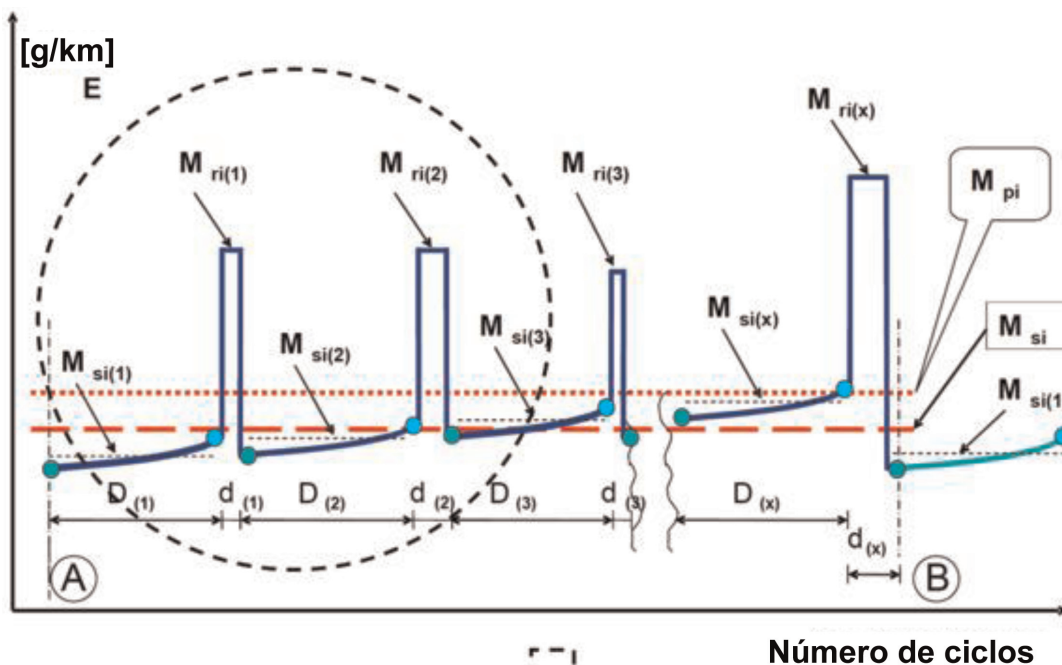 [g/km]
E
M ri(x)
M ri(1)
M ri(2)
M ri(3)
M pi
M si(1)
M si(2)
M si(3)
M si(x)
M si
M si(1
D (1)
d (1)
D (2)
d (2)
D (3)
d (3)
D (x)
d (x)
A
B
Número de ciclos